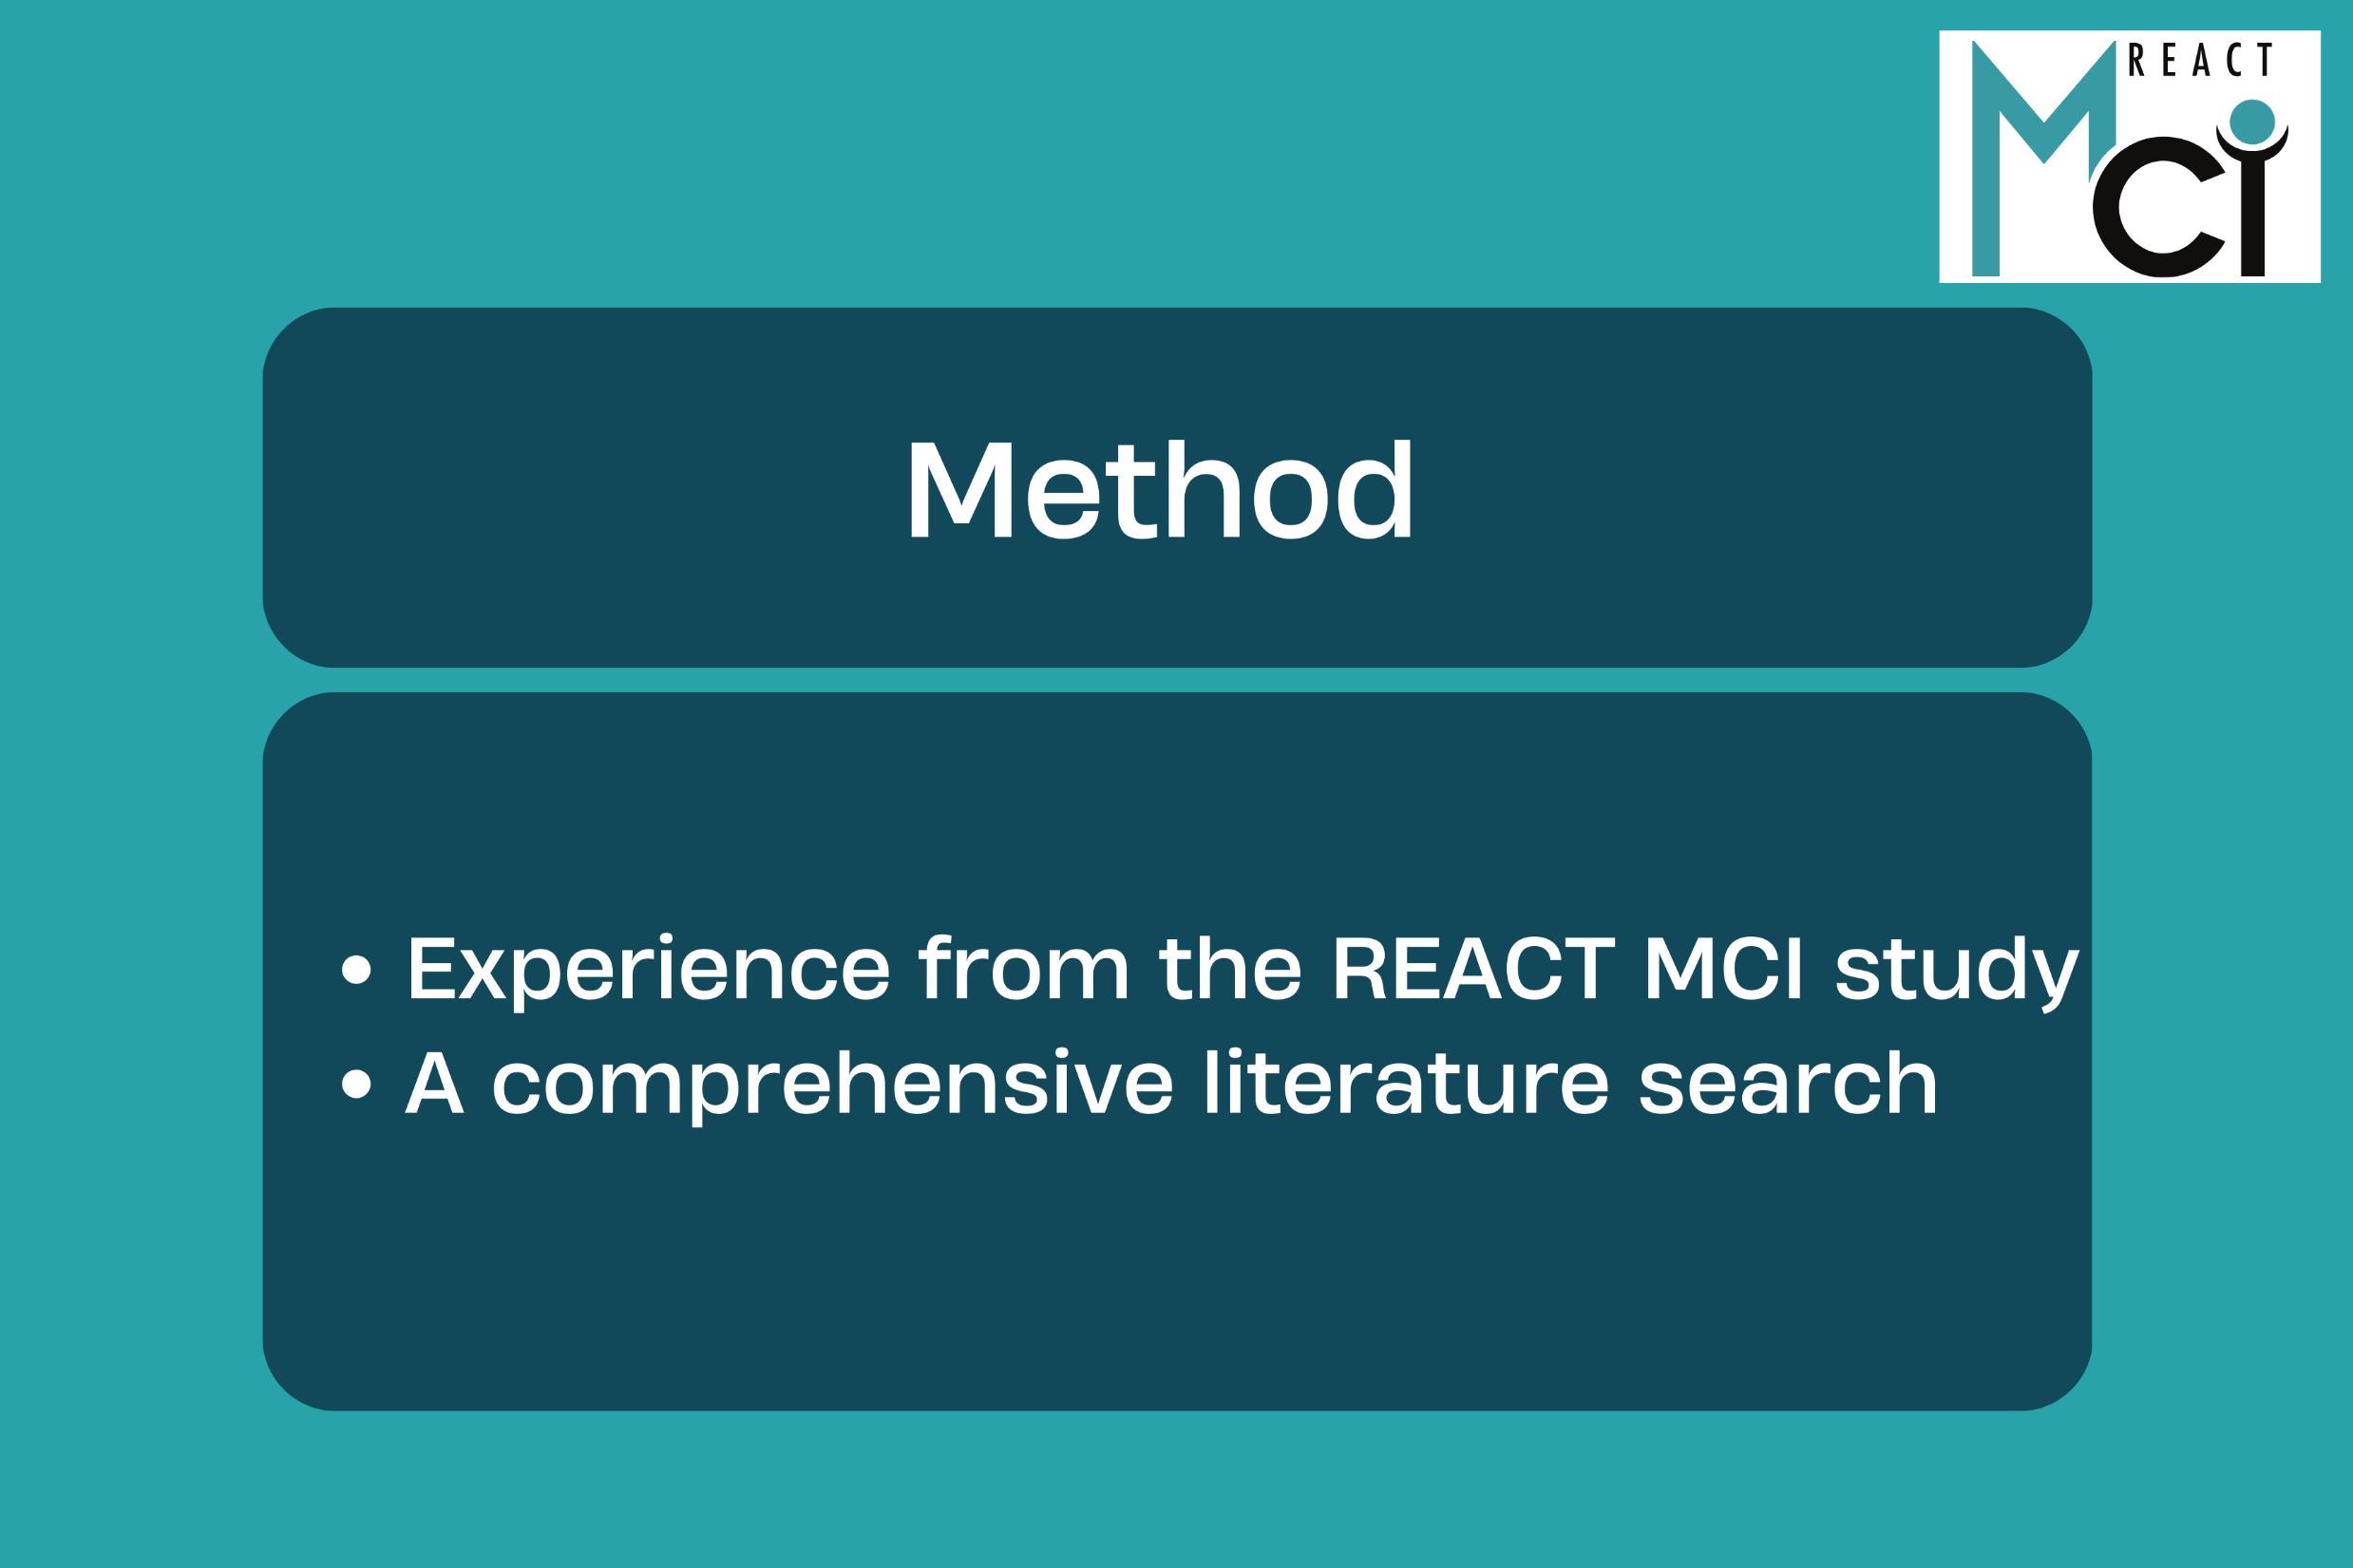 REACT
MCi
Method
• Experience from the REACT MCI study
• A comprehensive literature search